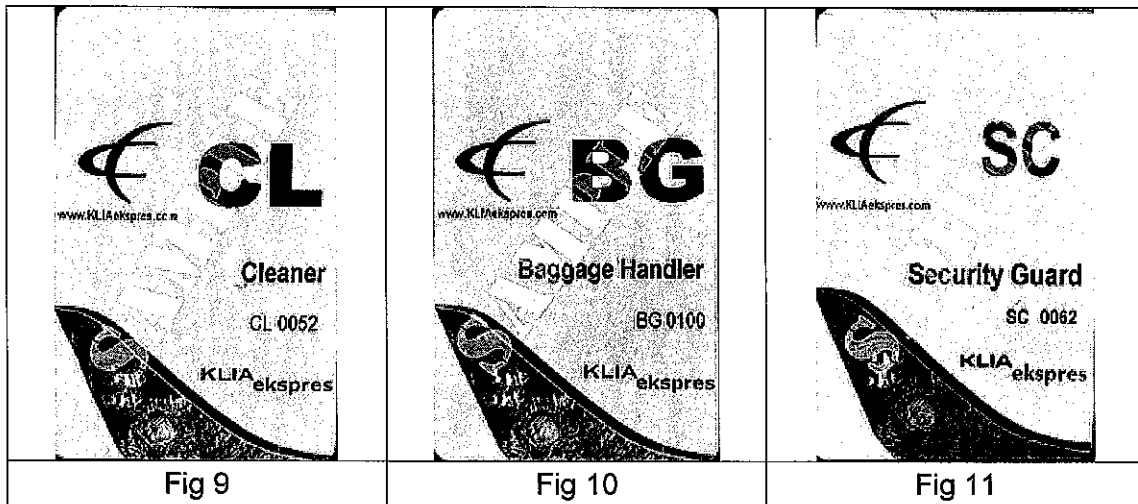 CL
www.KLIAekspres.com
Cleaner
CL 0052
KLIA ekspres
Fig 9
BG
www.KLIAekspres.com
Baggage Handler
BG 0100
KLIA ekspres
Fig 10
SC
www.KLIAekspres.com
Security Guard
SC 0062
KLIA ekspres
Fig 11